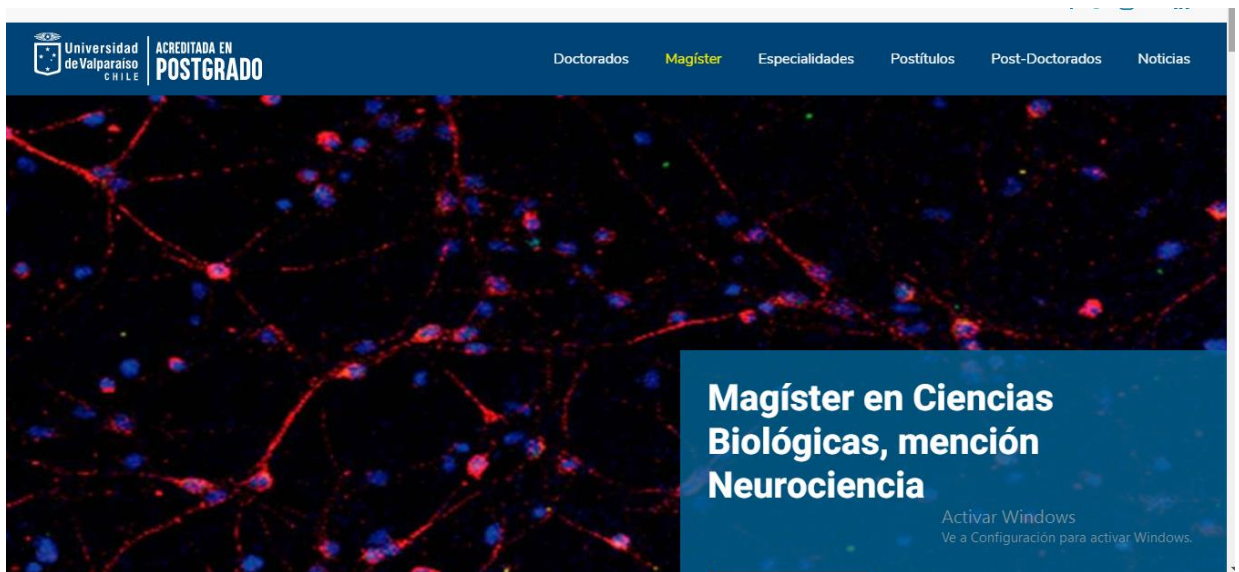 Universidad
de Valparaíso
CHILE
ACREDITADA EN
POSTGRADO
Doctorados Magíster Especialidades Postítulos Post-Doctorados Noticias
Magíster en Ciencias
Biológicas, mención
Neurociencia
Activar Windows
Ve a Configuración para activar Windows.